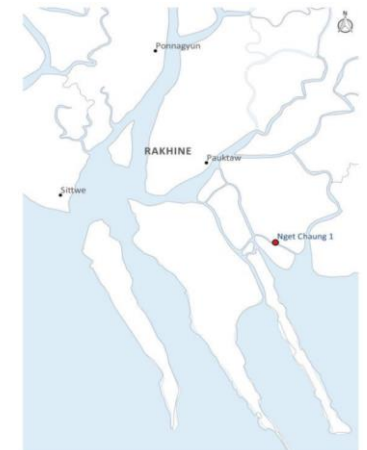 Ponnagyun
RAKHINE
Pauktaw
Sittwe
Nget Chaung 1